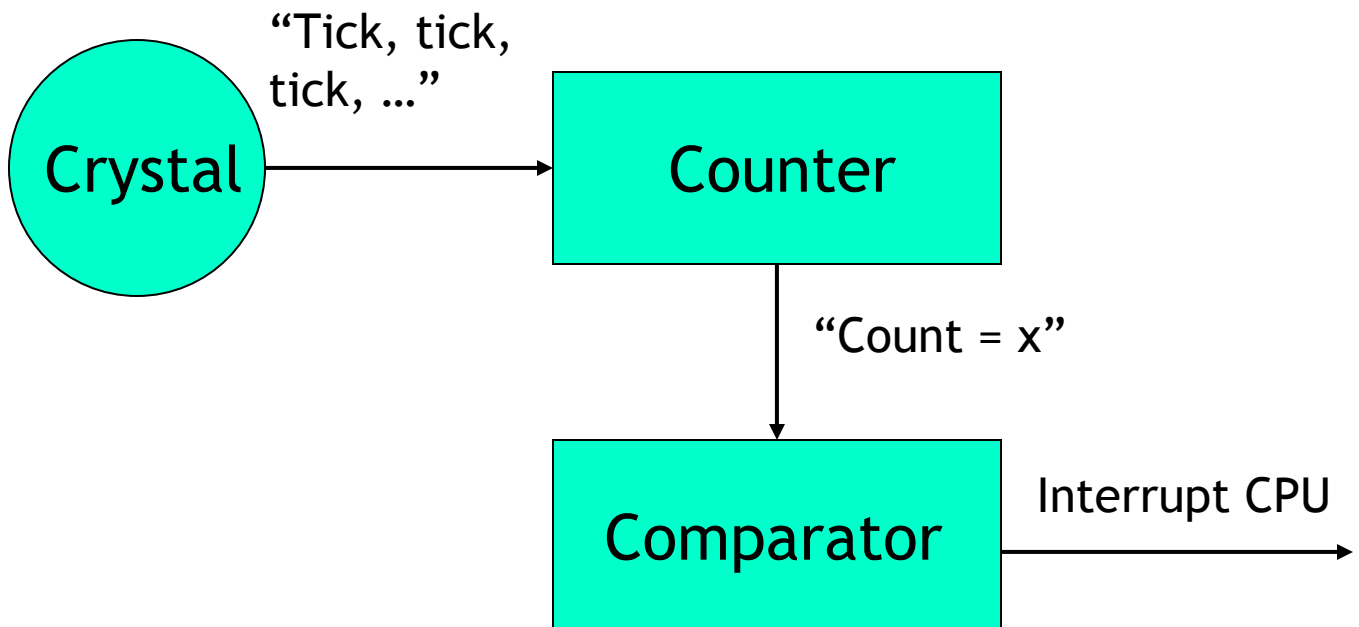 “Tick, tick,
tick, …”
Crystal
Counter
“Count = x”
Interrupt CPU
Comparator